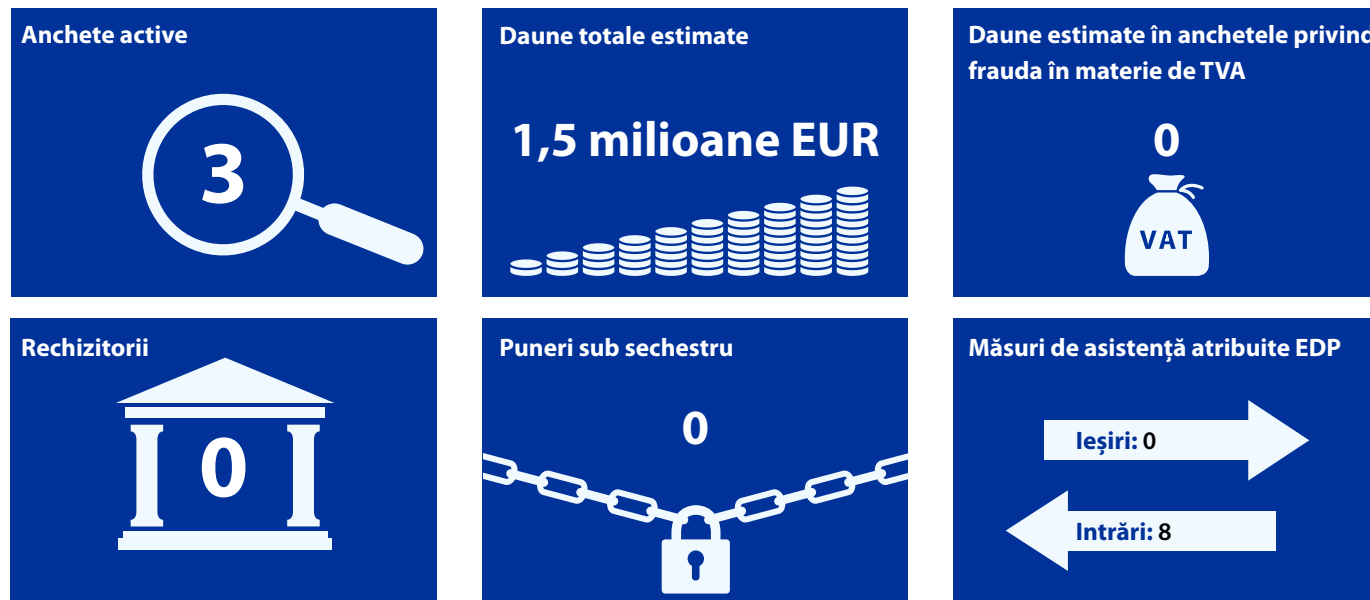 Anchete active
3
Daune totale estimate
1,5 milioane EUR
Daune estimate în anchetele privind
frauda în materie de TVA
0
VAT
Rechizitorii
0
Puneri sub sechestru
0
Măsuri de asistență atribuite EDP
Ieșiri: 0
Intrări: 8